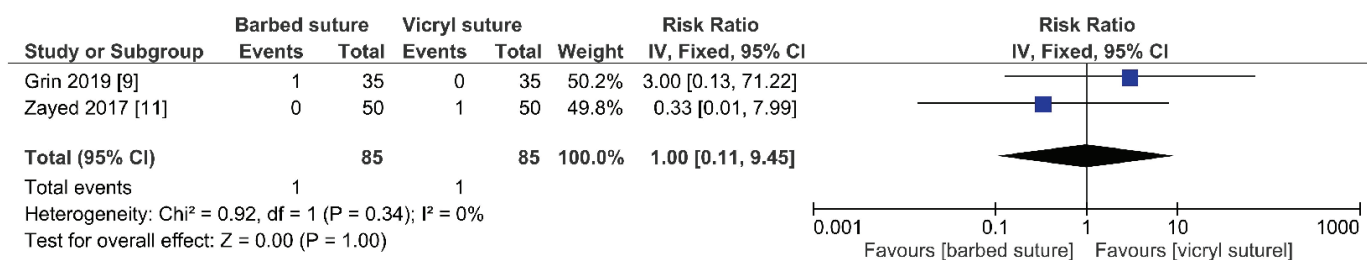 Barbed suture Vicryl suture Risk Ratio Risk Ratio
Study or Subgroup Events Total Events Total Weight IV, Fixed, 95% CI IV, Fixed, 95% CI
Grin 2019 [9] 1 35 0 35 50.2% 3.00 [0.13, 71.22]
Zayed 2017 [11] 0 50 1 50 49.8% 0.33 [0.01, 7.99]
Total (95% CI) 85 85 100.0% 1.00 [0.11, 9.45]
Total events 1 1
Heterogeneity: Chi² = 0.92, df = 1 (P = 0.34); I² = 0%
Test for overall effect: Z = 0.00 (P = 1.00)
0.001 0.1 1 10 1000
Favours [barbed suture] Favours [vicryl suturel]